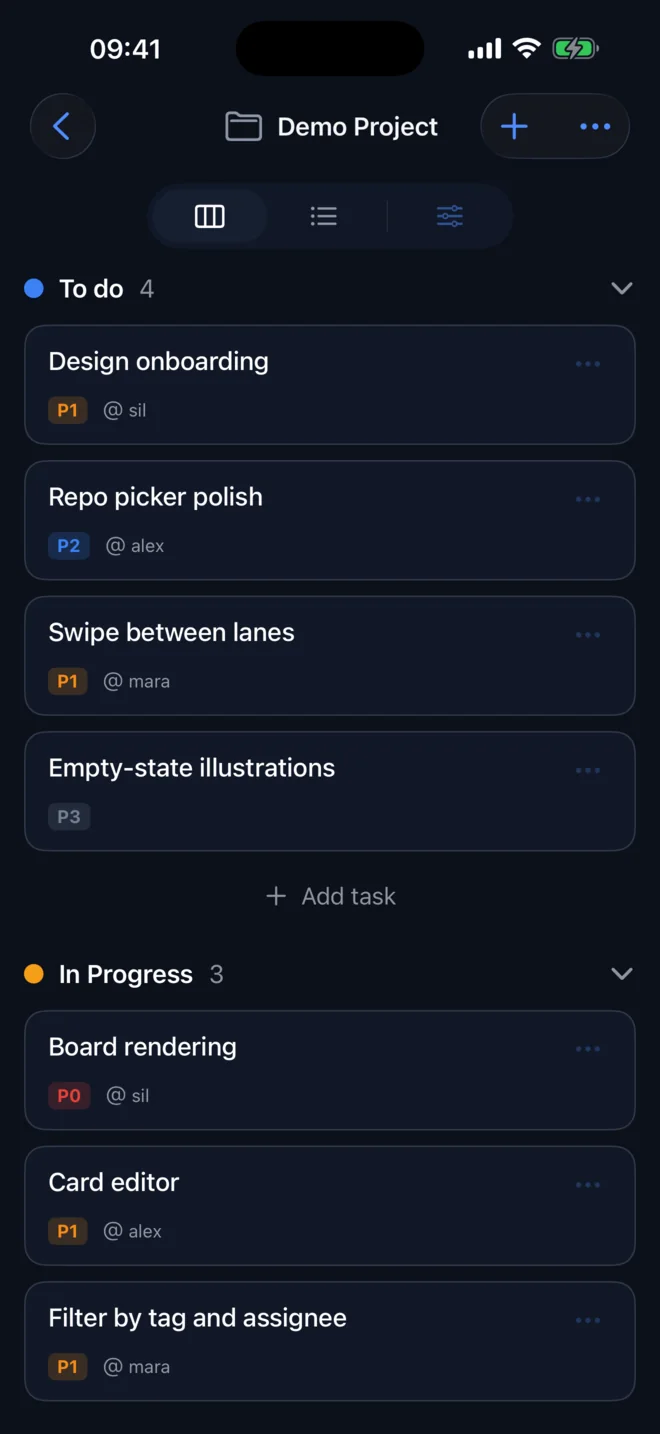 09:41
Demo Project
To do 4
Design onboarding
P1 @ sil
Repo picker polish
P2 @ alex
Swipe between lanes
P1 @ mara
Empty-state illustrations
P3
+ Add task
In Progress 3
Board rendering
P0 @ sil
Card editor
P1 @ alex
Filter by tag and assignee
P1 @ mara